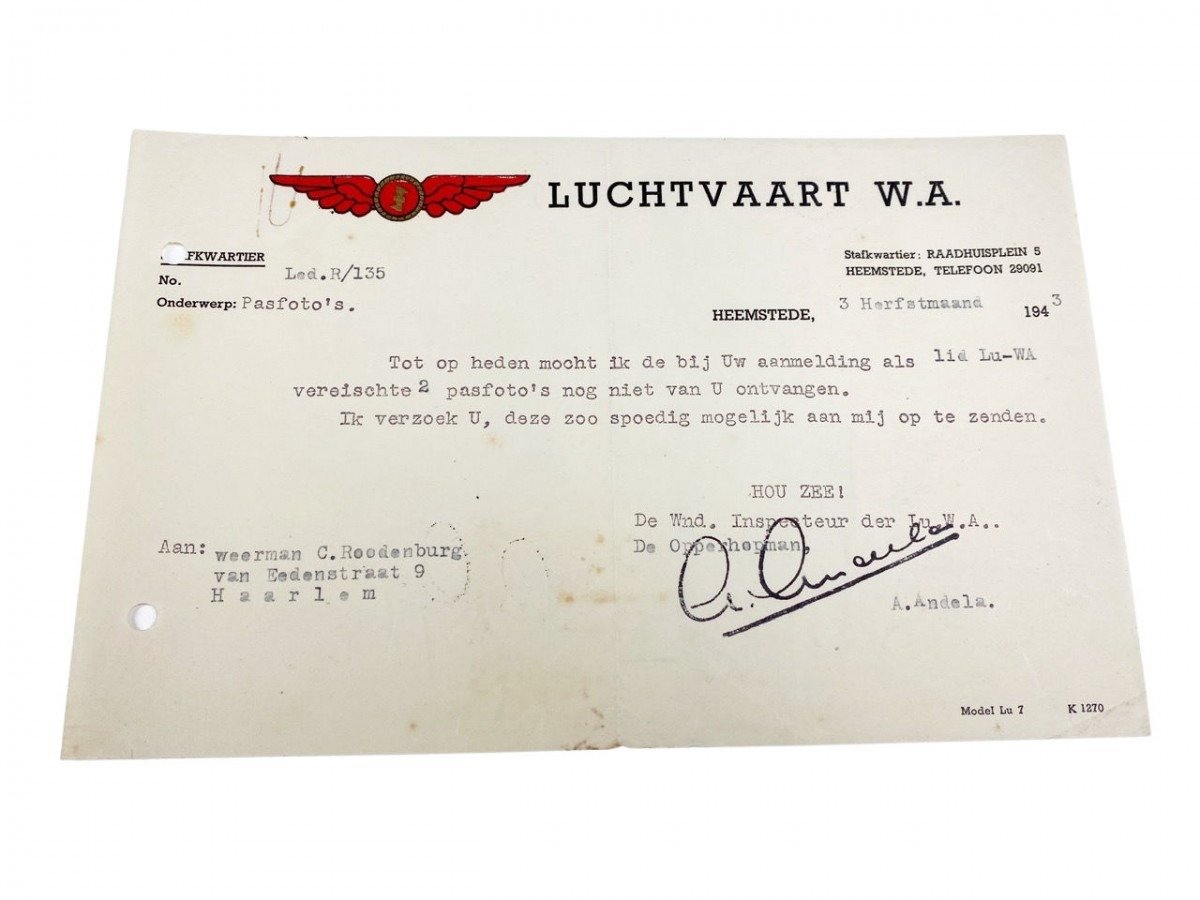 LUCHTVAART W.A.
FKWARTIER
No. Led.R/135
Onderwerp: Pasfoto's.
Stafkwartier: RAADHUISPLEIN 5
HEEMSTEDE, TELEFOON 29091
HEEMSTEDE, 3 Herfstmaand 1943
Tot op heden mocht ik de bij Uw aanmelding als lid Lu-WA
vereischte 2 pasfoto's nog niet van U ontvangen.
Ik verzoek U, deze zoo spoedig mogelijk aan mij op te zenden.
HOU ZEE!
De Wnd. Inspecteur der Lu.W.A..
De Opperhopman,
A. Andela
A.Andela.
Aan: weerman C.Roodenburg
van Eedenstraat 9
Haarlem
Model Lu 7 K 1270